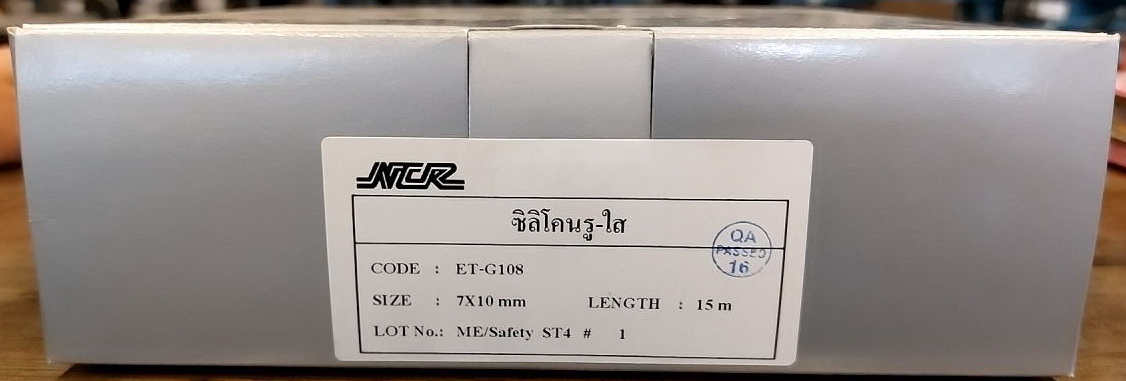 NCR
ซิลิโคนรู-ใส
QA
PASSED
16
CODE : ET-G108
SIZE : 7X10 mm LENGTH : 15 m
LOT No.: ME/Safety ST4 # 1